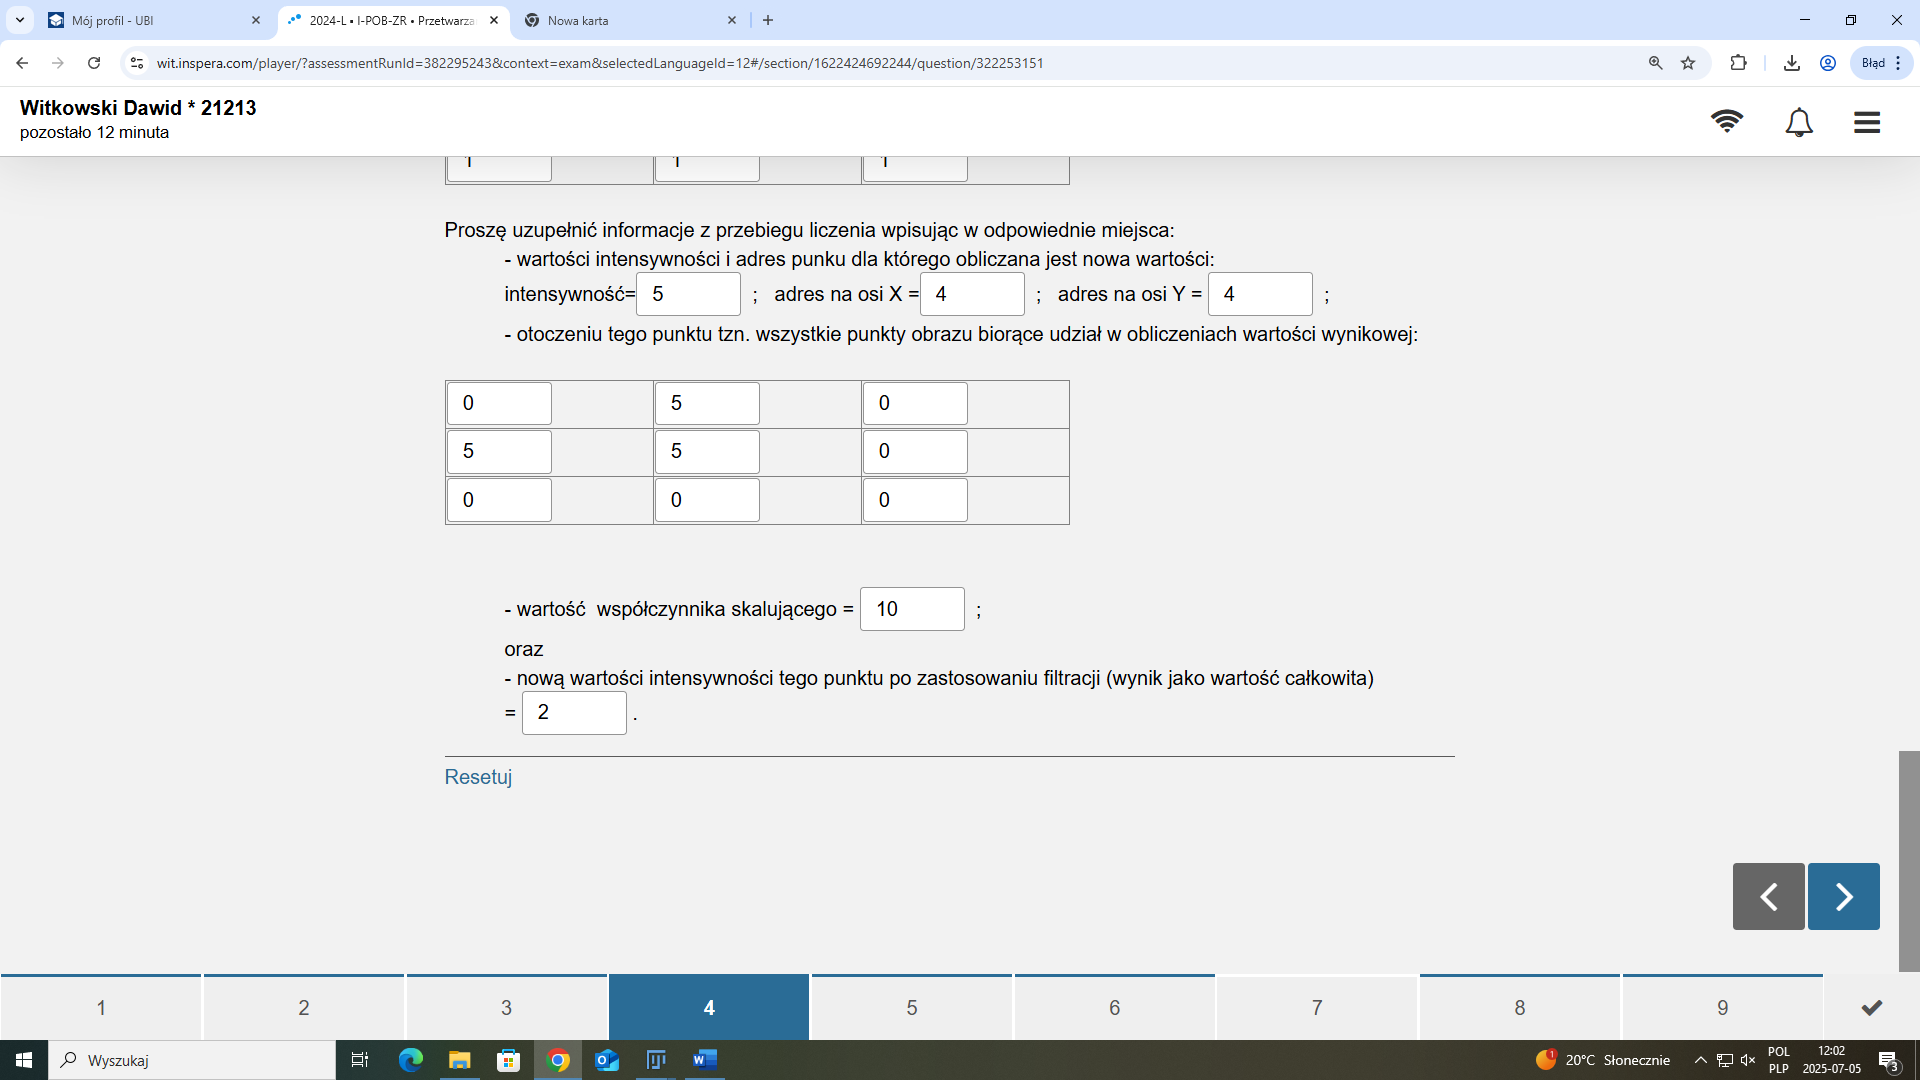 Mój profil - UBI
2024-L • I-POB-ZR • Przetwarza
Nowa karta
wit.inspera.com/player/?assessmentRunId=382295243&context=exam&selectedLanguageId=12#/section/1622424692244/question/322253151
Błąd
Witkowski Dawid * 21213
pozostało 12 minuta
1 1 1
Proszę uzupełnić informacje z przebiegu liczenia wpisując w odpowiednie miejsca:
- wartości intensywności i adres punku dla którego obliczana jest nowa wartości:
intensywność= 5 ; adres na osi X = 4 ; adres na osi Y = 4 ;
- otoczeniu tego punktu tzn. wszystkie punkty obrazu biorące udział w obliczeniach wartości wynikowej:
0 5 0
5 5 0
0 0 0
- wartość współczynnika skalującego = 10 ;
oraz
- nową wartości intensywności tego punktu po zastosowaniu filtracji (wynik jako wartość całkowita)
= 2 .
Resetuj
1 2 3 4 5 6 7 8 9
Wyszukaj
1
20°C Słonecznie
POL
PLP
12:02
2025-07-05
3